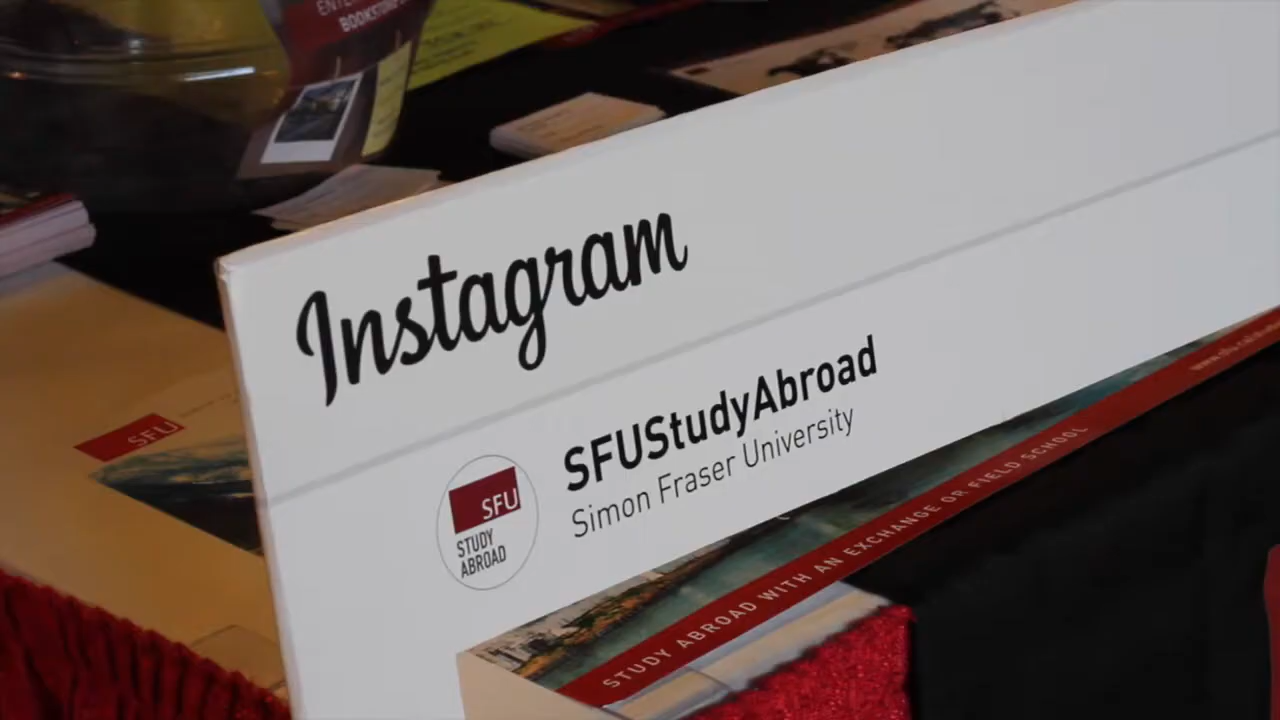 BOOKSTORE
Instagram
SFUStudyAbroad
Simon Fraser University
SFU
STUDY
ABROAD
SFU
STUDY ABROAD WITH AN EXCHANGE OR FIELD SCHOOL